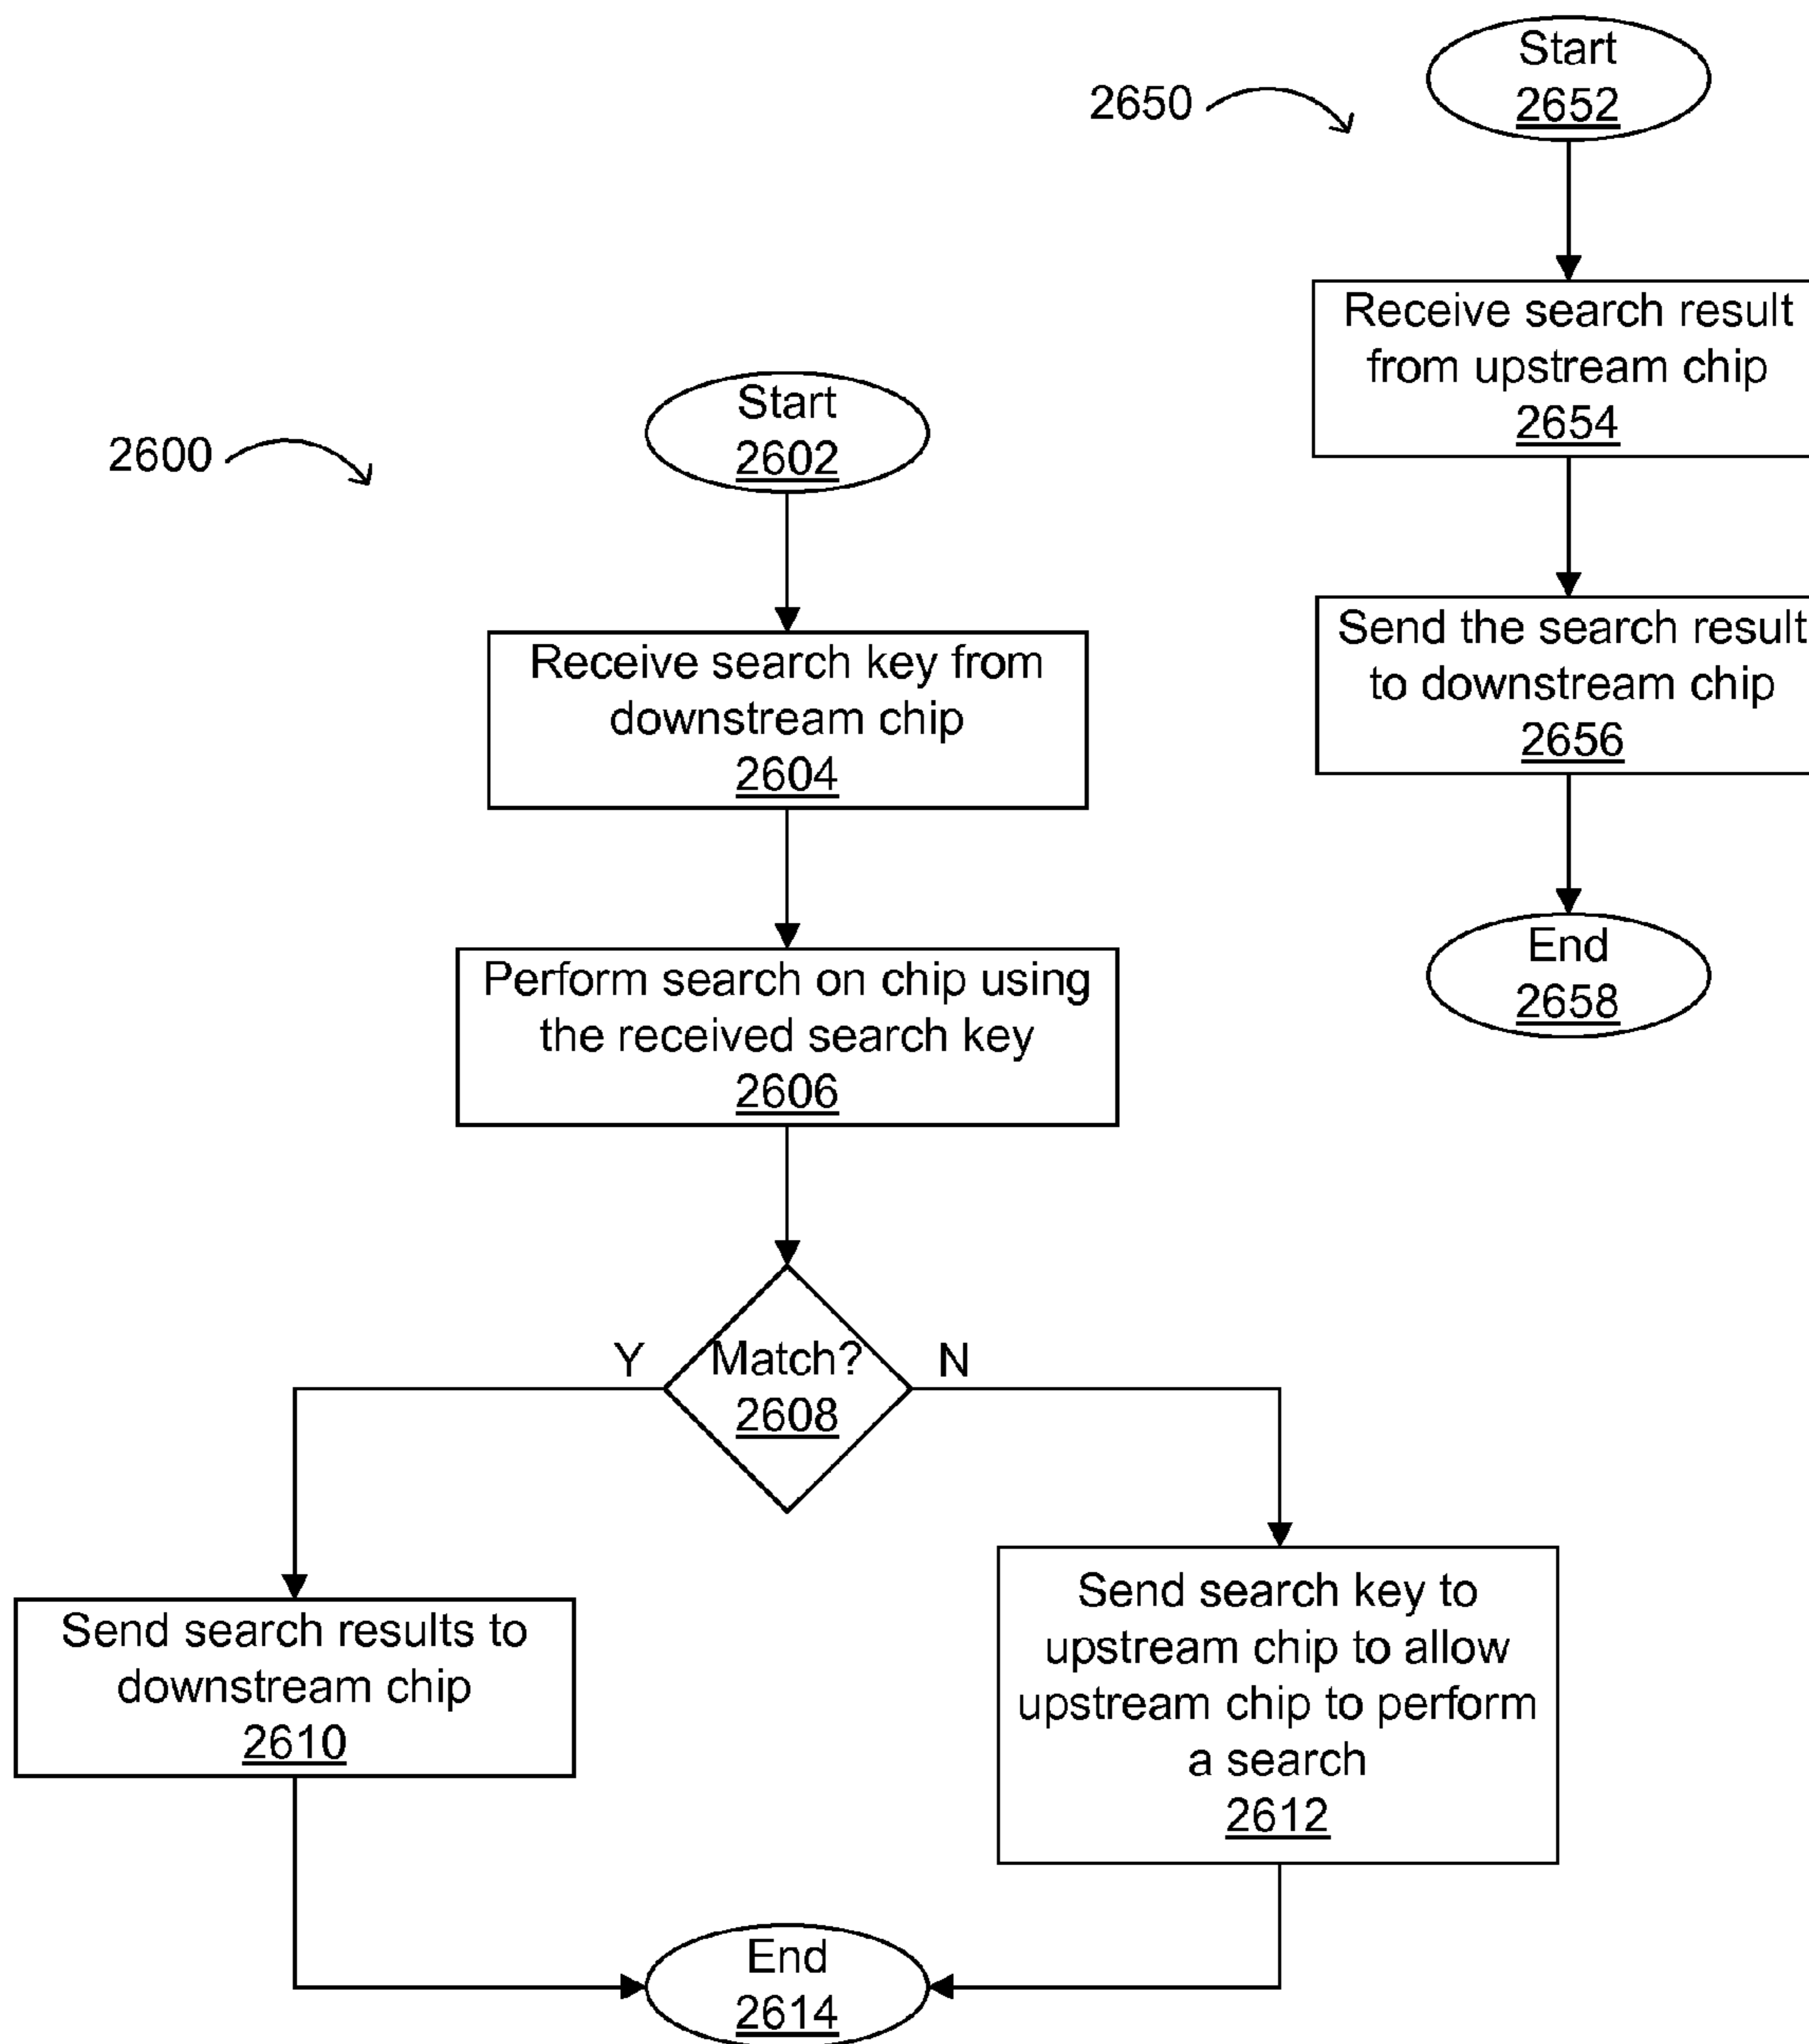 2600
Start
2602
Receive search key from
downstream chip
2604
Perform search on chip using
the received search key
2606
Match?
2608
Y
N
Send search results to
downstream chip
2610
Send search key to
upstream chip to allow
upstream chip to perform
a search
2612
End
2614
2650
Start
2652
Receive search result
from upstream chip
2654
Send the search result
to downstream chip
2656
End
2658